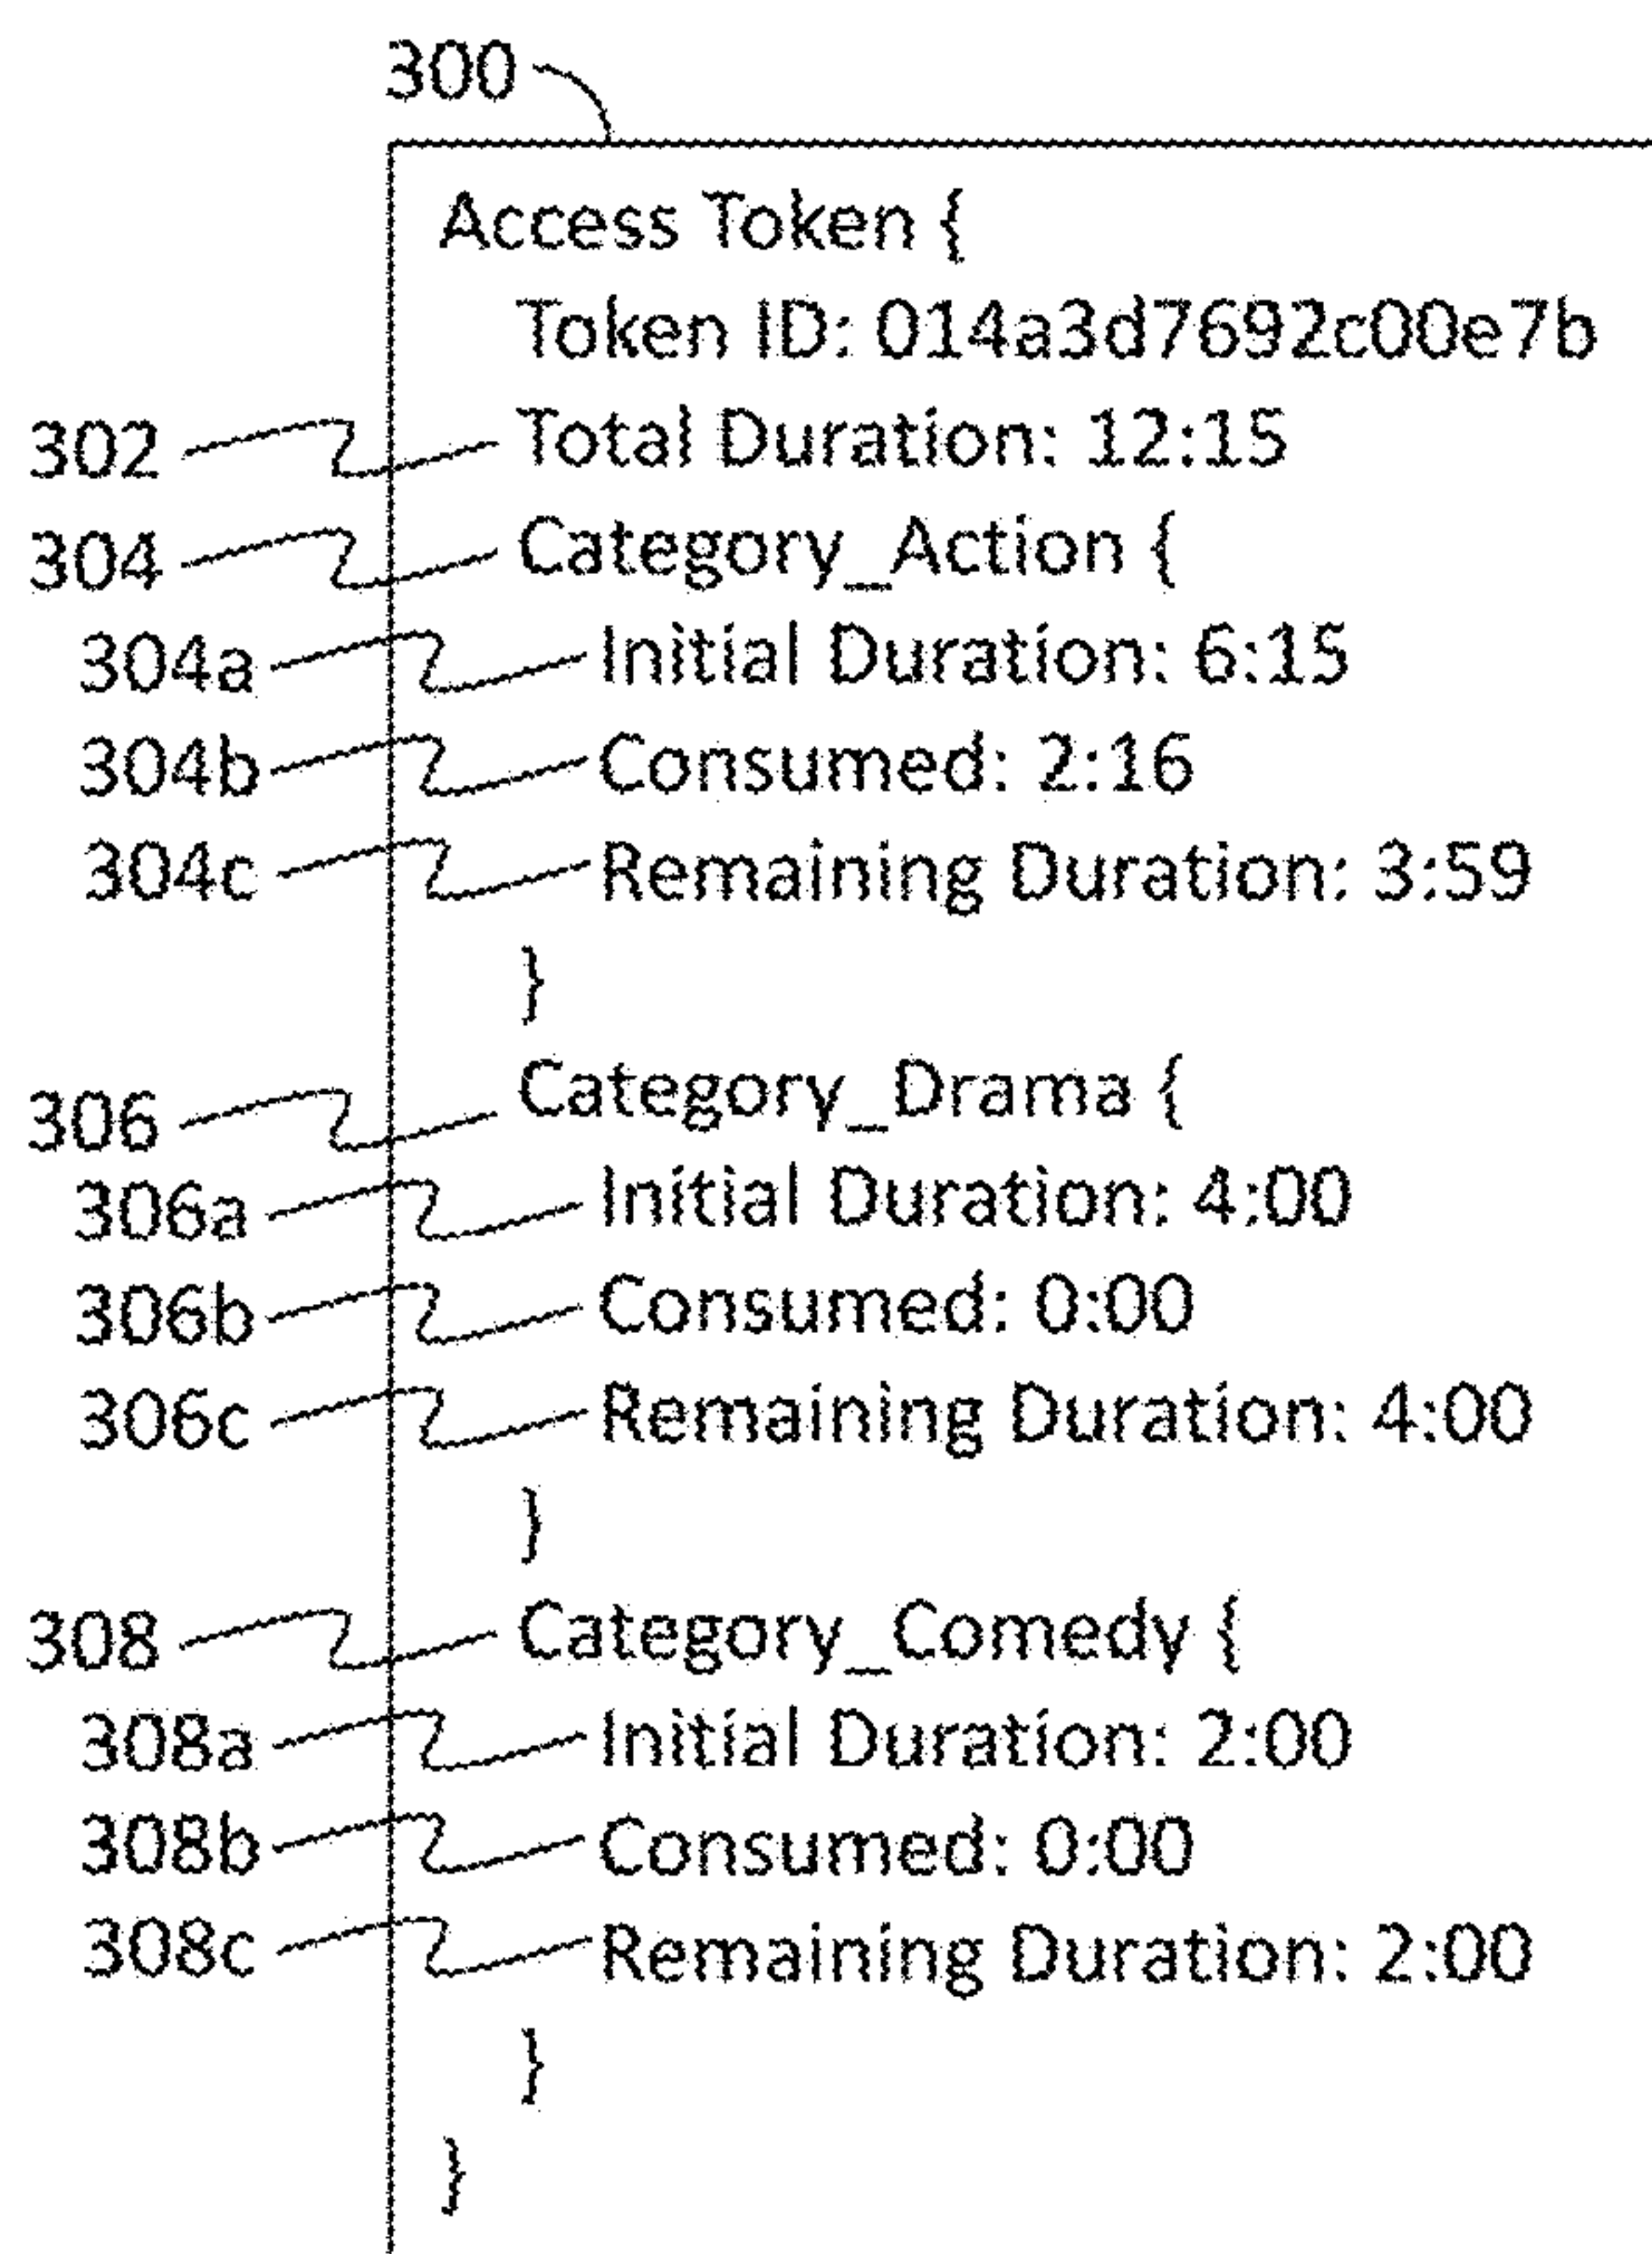 300
Access Token {
Token ID: 014a3d7692c00e7b
302 Total Duration: 12:15
304 Category_Action {
304a Initial Duration: 6:15
304b Consumed: 2:16
304c Remaining Duration: 3:59
}
306 Category_Drama {
306a Initial Duration: 4:00
306b Consumed: 0:00
306c Remaining Duration: 4:00
}
308 Category_Comedy {
308a Initial Duration: 2:00
308b Consumed: 0:00
308c Remaining Duration: 2:00
}
}